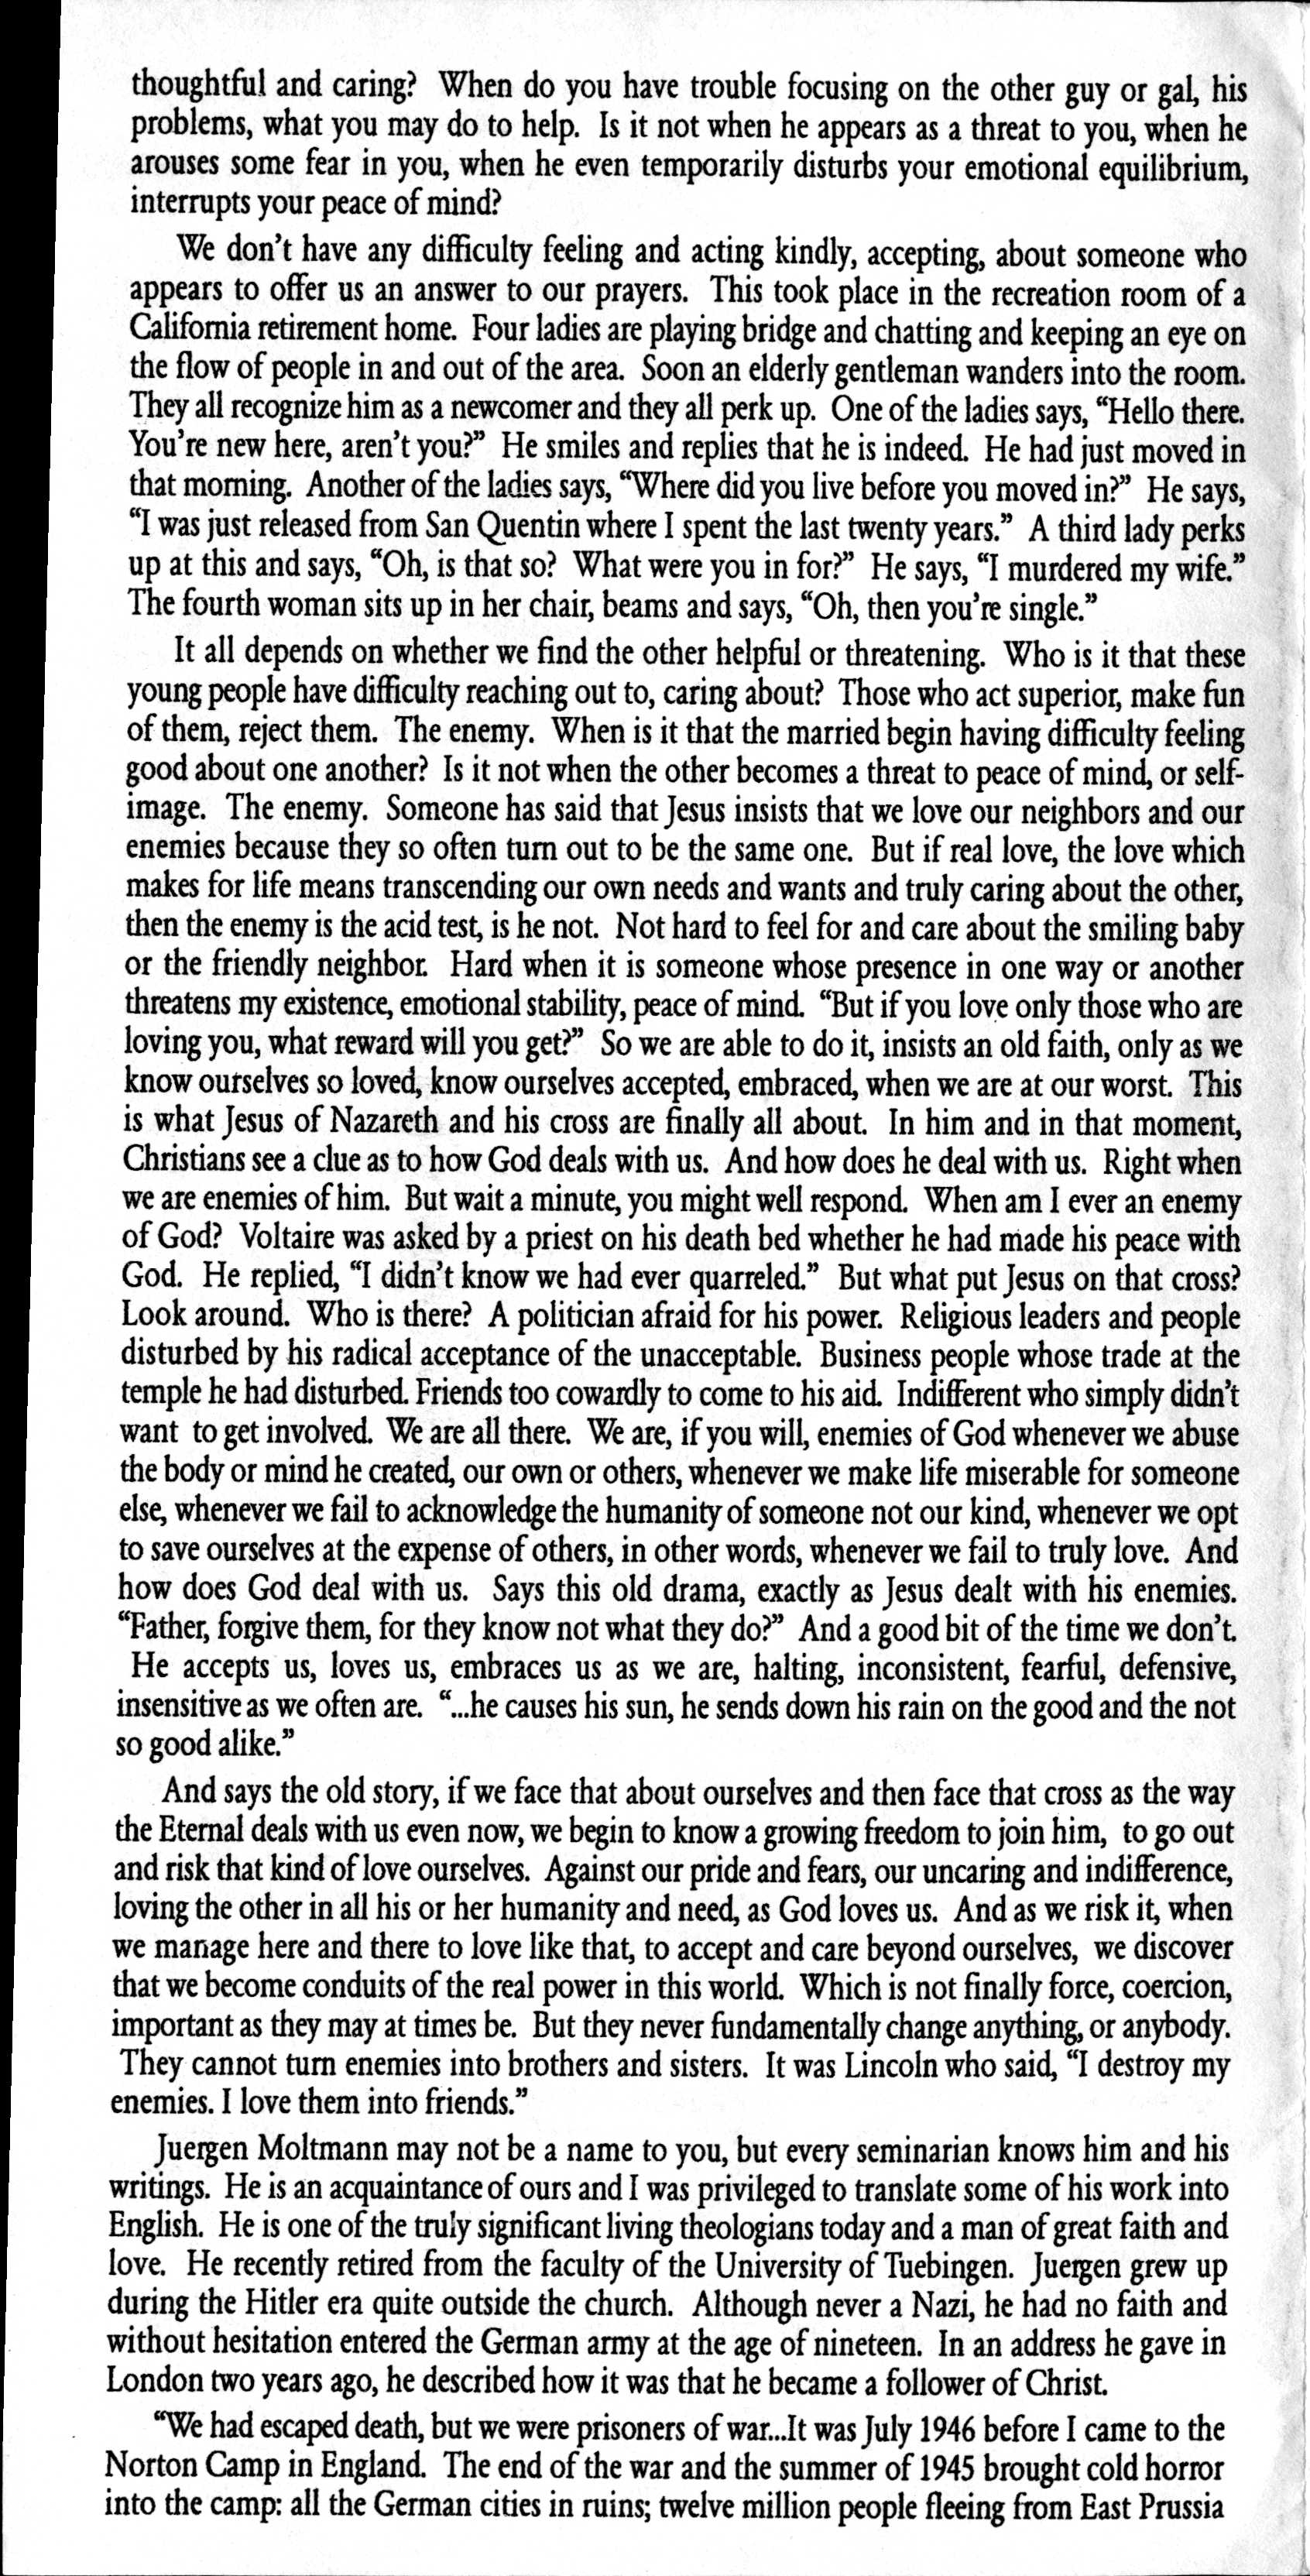 thoughtful and caring? When do you have trouble focusing on the other guy or gal, his
problems, what you may do to help. Is it not when he appears as a threat to you, when he
arouses some fear in you, when he even temporarily disturbs your emotional equilibrium,
interrupts your peace of mind?
We don't have any difficulty feeling and acting kindly, accepting, about someone who
appears to offer us an answer to our prayers. This took place in the recreation room of a
California retirement home. Four ladies are playing bridge and chatting and keeping an eye on
the flow of people in and out of the area. Soon an elderly gentleman wanders into the room.
They all recognize him as a newcomer and they all perk up. One of the ladies says, “Hello there.
You're new here, aren't you?” He smiles and replies that he is indeed. He had just moved in
that morning. Another of the ladies says, “Where did you live before you moved in?” He says,
“I was just released from San Quentin where I spent the last twenty years.” A third lady perks
up at this and says, “Oh, is that so? What were you in for?” He says, “I murdered my wife.”
The fourth woman sits up in her chair, beams and says, “Oh, then you're single.”
It all depends on whether we find the other helpful or threatening. Who is it that these
young people have difficulty reaching out to, caring about? Those who act superior, make fun
of them, reject them. The enemy. When is it that the married begin having difficulty feeling
good about one another? Is it not when the other becomes a threat to peace of mind, or self-
image. The enemy. Someone has said that Jesus insists that we love our neighbors and our
enemies because they so often turn out to be the same one. But if real love, the love which
makes for life means transcending our own needs and wants and truly caring about the other,
then the enemy is the acid test, is he not. Not hard to feel for and care about the smiling baby
or the friendly neighbor. Hard when it is someone whose presence in one way or another
threatens my existence, emotional stability, peace of mind. “But if you love only those who are
loving you, what reward will you get?” So we are able to do it, insists an old faith, only as we
know ourselves so loved, know ourselves accepted, embraced, when we are at our worst. This
is what Jesus of Nazareth and his cross are finally all about. In him and in that moment,
Christians see a clue as to how God deals with us. And how does he deal with us. Right when
we are enemies of him. But wait a minute, you might well respond. When am I ever an enemy
of God? Voltaire was asked by a priest on his death bed whether he had made his peace with
God. He replied, “I didn't know we had ever quarreled.” But what put Jesus on that cross?
Look around. Who is there? A politician afraid for his power. Religious leaders and people
disturbed by his radical acceptance of the unacceptable. Business people whose trade at the
temple he had disturbed. Friends too cowardly to come to his aid. Indifferent who simply didn't
want to get involved. We are all there. We are, if you will, enemies of God whenever we abuse
the body or mind he created, our own or others, whenever we make life miserable for someone
else, whenever we fail to acknowledge the humanity of someone not our kind, whenever we opt
to save ourselves at the expense of others, in other words, whenever we fail to truly love. And
how does God deal with us. Says this old drama, exactly as Jesus dealt with his enemies.
“Father, forgive them, for they know not what they do?” And a good bit of the time we don't.
He accepts us, loves us, embraces us as we are, halting, inconsistent, fearful, defensive,
insensitive as we often are. “...he causes his sun, he sends down his rain on the good and the not
so good alike.”
And says the old story, if we face that about ourselves and then face that cross as the way
the Eternal deals with us even now, we begin to know a growing freedom to join him, to go out
and risk that kind of love ourselves. Against our pride and fears, our uncaring and indifference,
loving the other in all his or her humanity and need, as God loves us. And as we risk it, when
we manage here and there to love like that, to accept and care beyond ourselves, we discover
that we become conduits of the real power in this world. Which is not finally force, coercion,
important as they may at times be. But they never fundamentally change anything, or anybody.
They cannot turn enemies into brothers and sisters. It was Lincoln who said, “I destroy my
enemies. I love them into friends.”
Juergen Moltmann may not be a name to you, but every seminarian knows him and his
writings. He is an acquaintance of ours and I was privileged to translate some of his work into
English. He is one of the truly significant living theologians today and a man of great faith and
love. He recently retired from the faculty of the University of Tuebingen. Juergen grew up
during the Hitler era quite outside the church. Although never a Nazi, he had no faith and
without hesitation entered the German army at the age of nineteen. In an address he gave in
London two years ago, he described how it was that he became a follower of Christ.
“We had escaped death, but we were prisoners of war...It was July 1946 before I came to the
Norton Camp in England. The end of the war and the summer of 1945 brought cold horror
into the camp: all the German cities in ruins; twelve million people fleeing from East Prussia